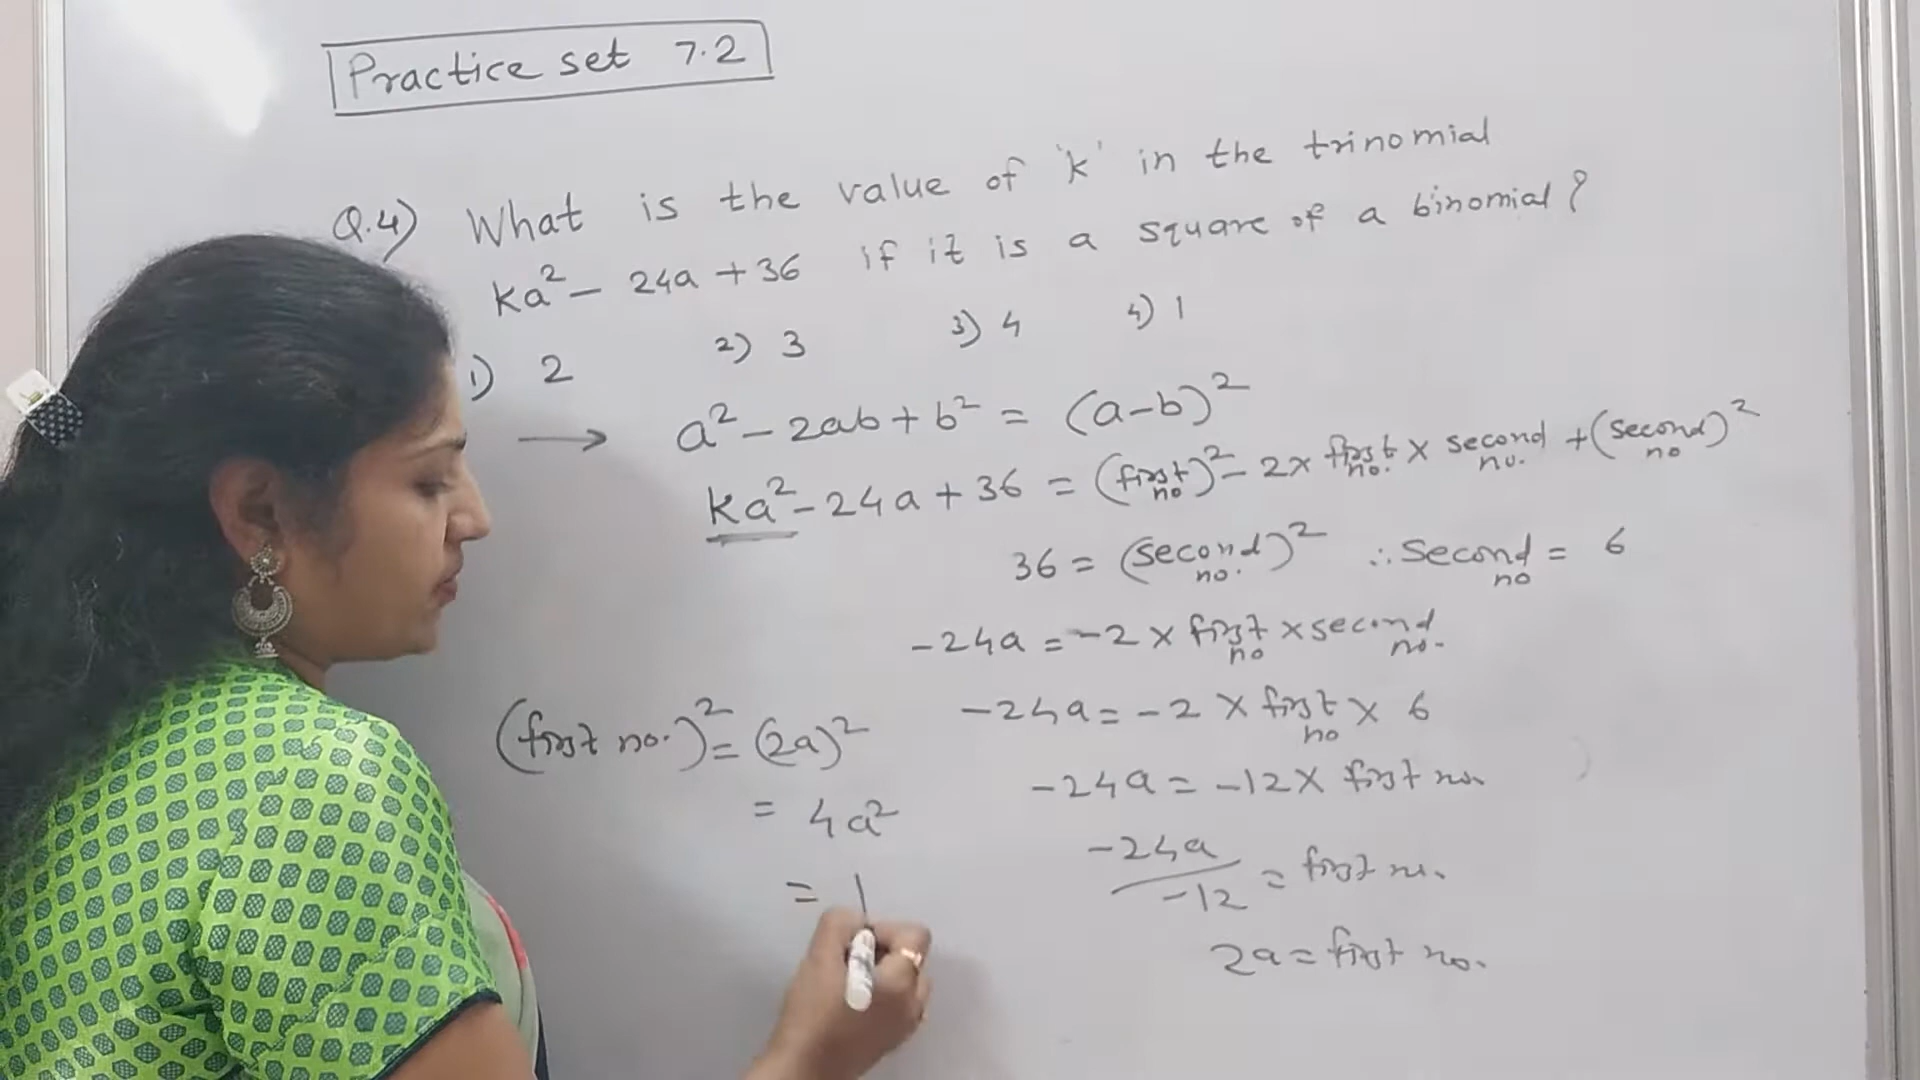 Practice set 7.2
Q.4) What is the value of 'k' in the trinomial
ka² - 24a + 36 if it is a square of a binomial?
1) 2 2) 3 3) 4 4) 1
→ a² - 2ab + b² = (a-b)²
ka² - 24a + 36 = (first no)² - 2 × first no. × second no. + (second no)²
36 = (second no.)² ∴ second no = 6
-24a = -2 × first no × second no.
-24a = -2 × first no × 6
-24a = -12 × first no.
-24a / -12 = first no.
2a = first no.
(first no.)² = (2a)²
= 4a²
=